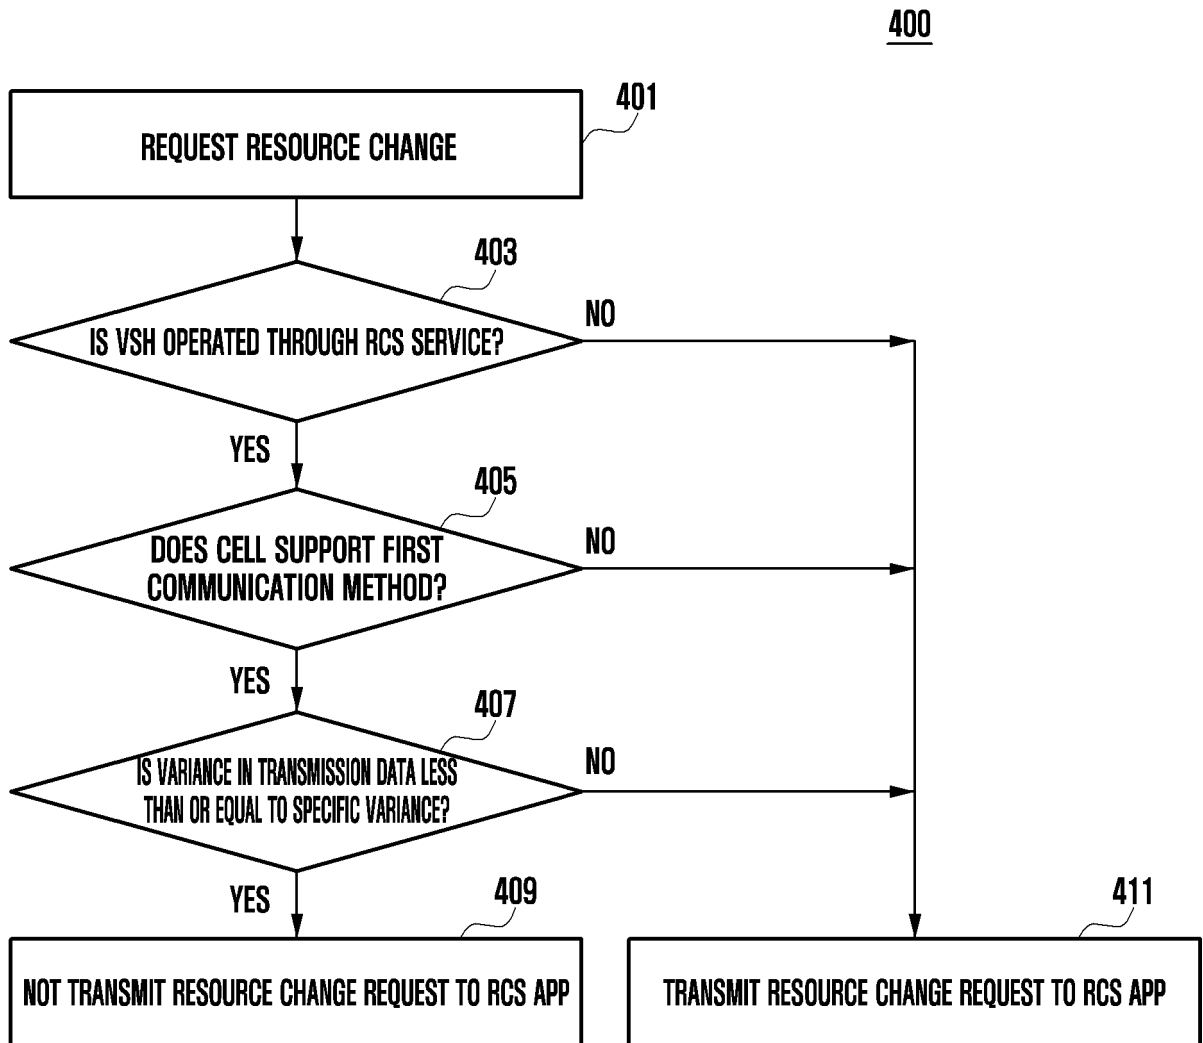 400
401
REQUEST RESOURCE CHANGE
403
IS VSH OPERATED THROUGH RCS SERVICE?
NO
YES
405
DOES CELL SUPPORT FIRST
COMMUNICATION METHOD?
NO
YES
407
IS VARIANCE IN TRANSMISSION DATA LESS
THAN OR EQUAL TO SPECIFIC VARIANCE?
NO
YES
409
NOT TRANSMIT RESOURCE CHANGE REQUEST TO RCS APP
411
TRANSMIT RESOURCE CHANGE REQUEST TO RCS APP